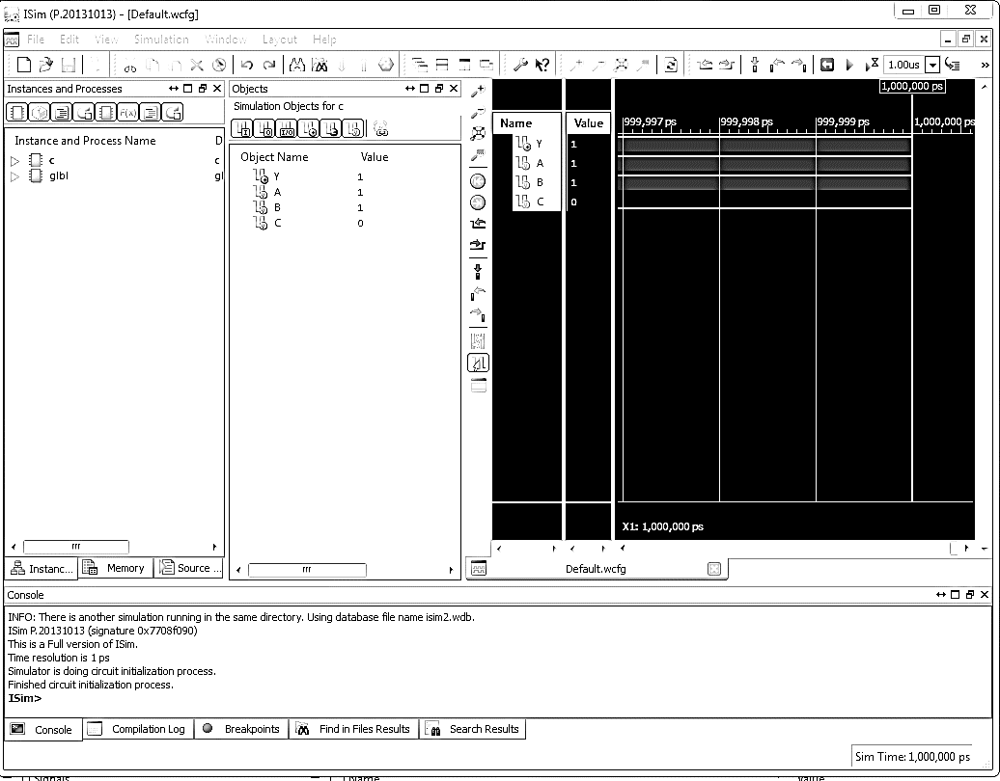 ISim (P.20131013) - [Default.wcfg]
File Edit View Simulation Window Layout Help
1.00us
Instances and Processes
Instance and Process Name D
c c
glbl gl
Instanc... Memory Source ...
Objects
Simulation Objects for c
Object Name Value
Y 1
A 1
B 1
C 0
1,000,000 ps
Name Value
999,997 ps 999,998 ps 999,999 ps 1,000,000 ps
Y 1
A 1
B 1
C 0
X1: 1,000,000 ps
Default.wcfg
Console
INFO: There is another simulation running in the same directory. Using database file name isim2.wdb.
ISim P.20131013 (signature 0x7708f090)
This is a Full version of ISim.
Time resolution is 1 ps
Simulator is doing circuit initialization process.
Finished circuit initialization process.
ISim>
Console Compilation Log Breakpoints Find in Files Results Search Results
Sim Time: 1,000,000 ps